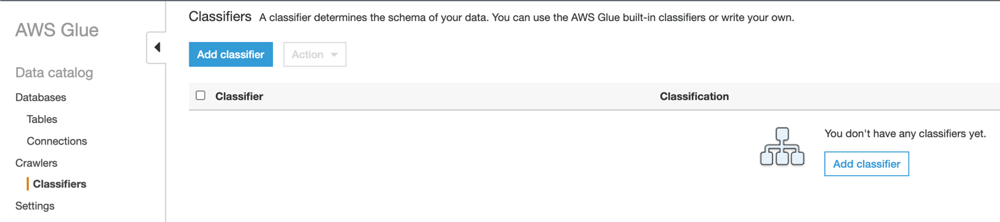 AWS Glue
Data catalog
Databases
Tables
Connections
Crawlers
Classifiers
Settings
Classifiers A classifier determines the schema of your data. You can use the AWS Glue built-in classifiers or write your own.
Add classifier Action
Classifier Classification
You don't have any classifiers yet.
Add classifier